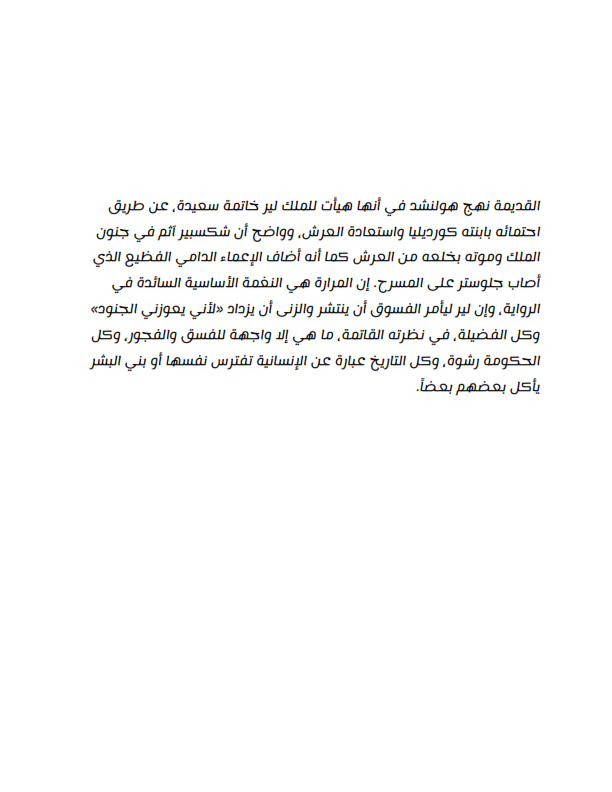 القديمة نهج هولنشد في أنها هيأت للملك لير خاتمة سعيدة، عن طريق
احتمائه بابنته كورديليا واستعادة العرش، وواضح أن شكسبير آثم في جنون
الملك وموته بخلعه من العرش كما أنه أضاف الإعماء الدامي الفظيع الذي
أصاب جلوستر على المسرح. إن المرارة هي النغمة الأساسية السائدة في
الرواية، وإن لير ليأمر الفسوق أن ينتشر والزنى أن يزداد «لأني يعوزني الجنود»
وكل الفضيلة، في نظرته القاتمة، ما هي إلا واجهة للفسق والفجور، وكل
الحكومة رشوة، وكل التاريخ عبارة عن الإنسانية تفترس نفسها أو بني البشر
يأكل بعضهم بعضاً.